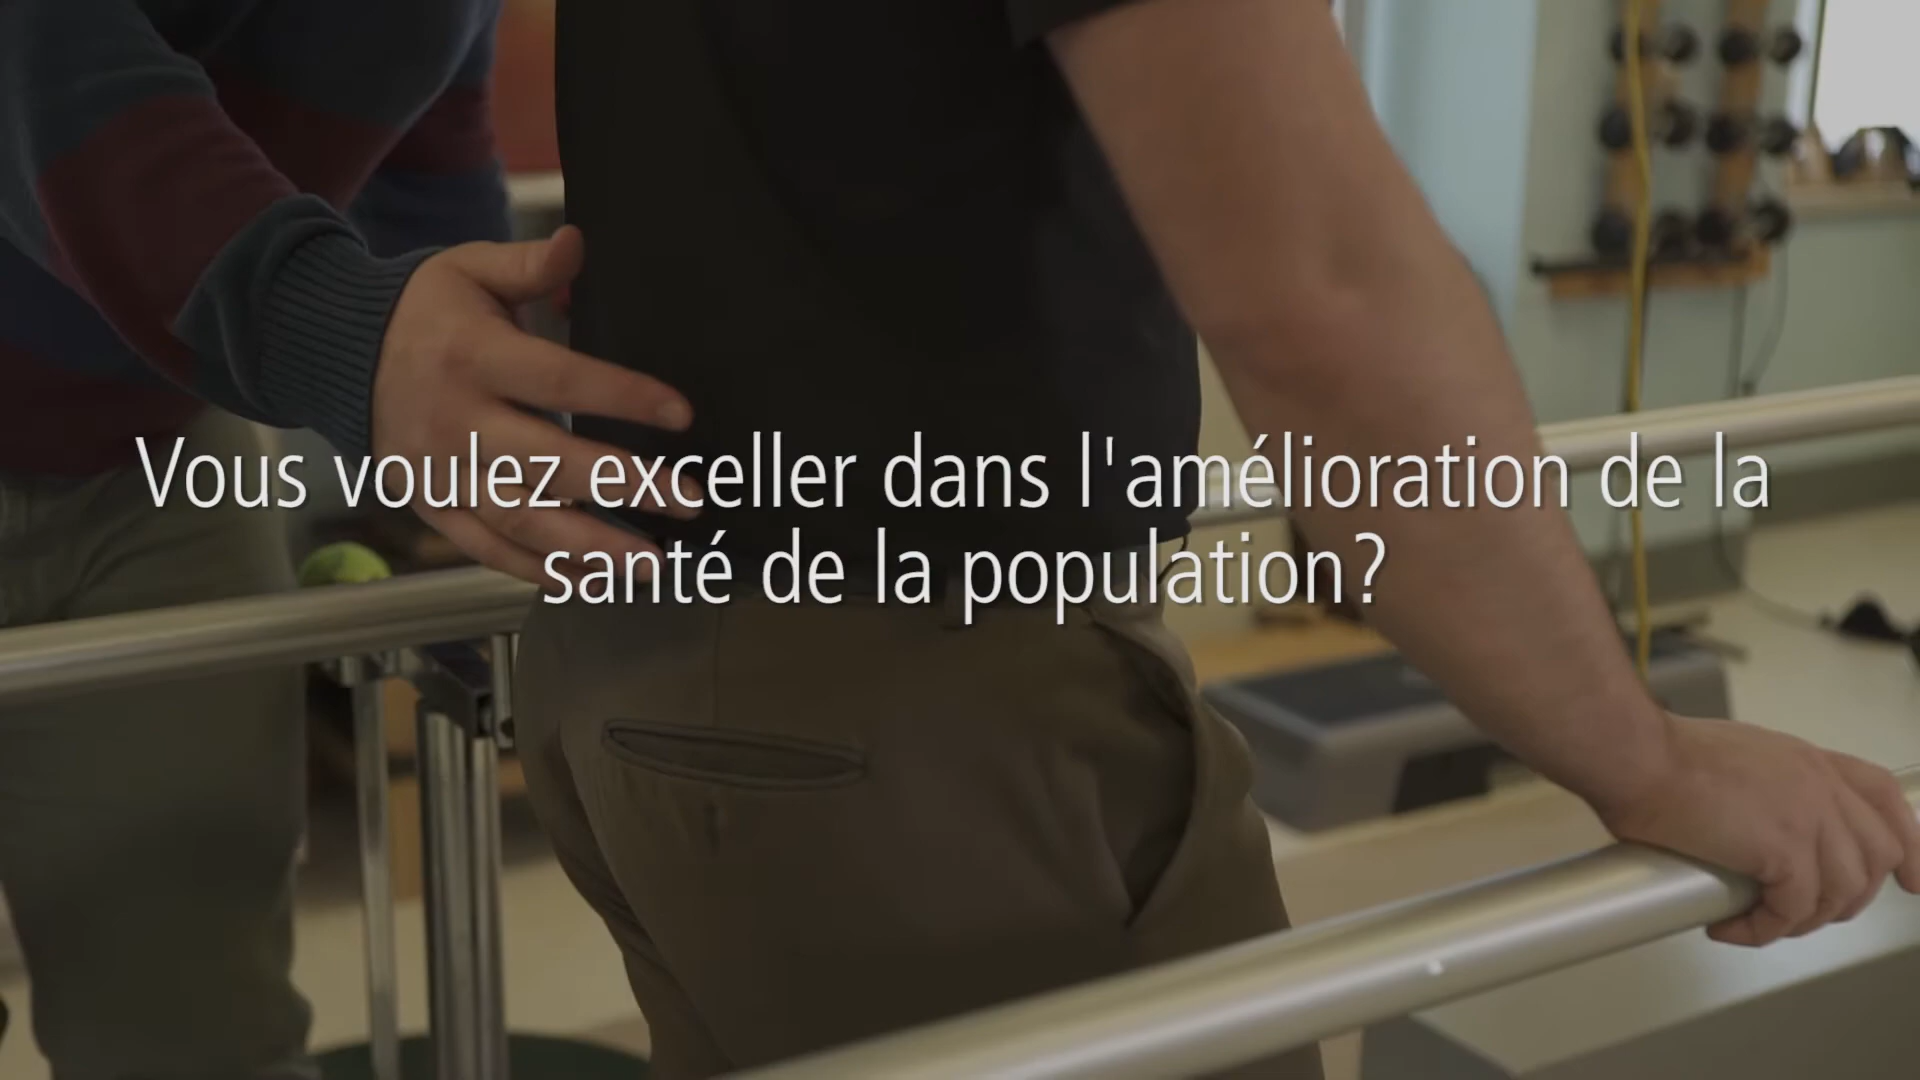 Vous voulez exceller dans l'amélioration de la
santé de la population?